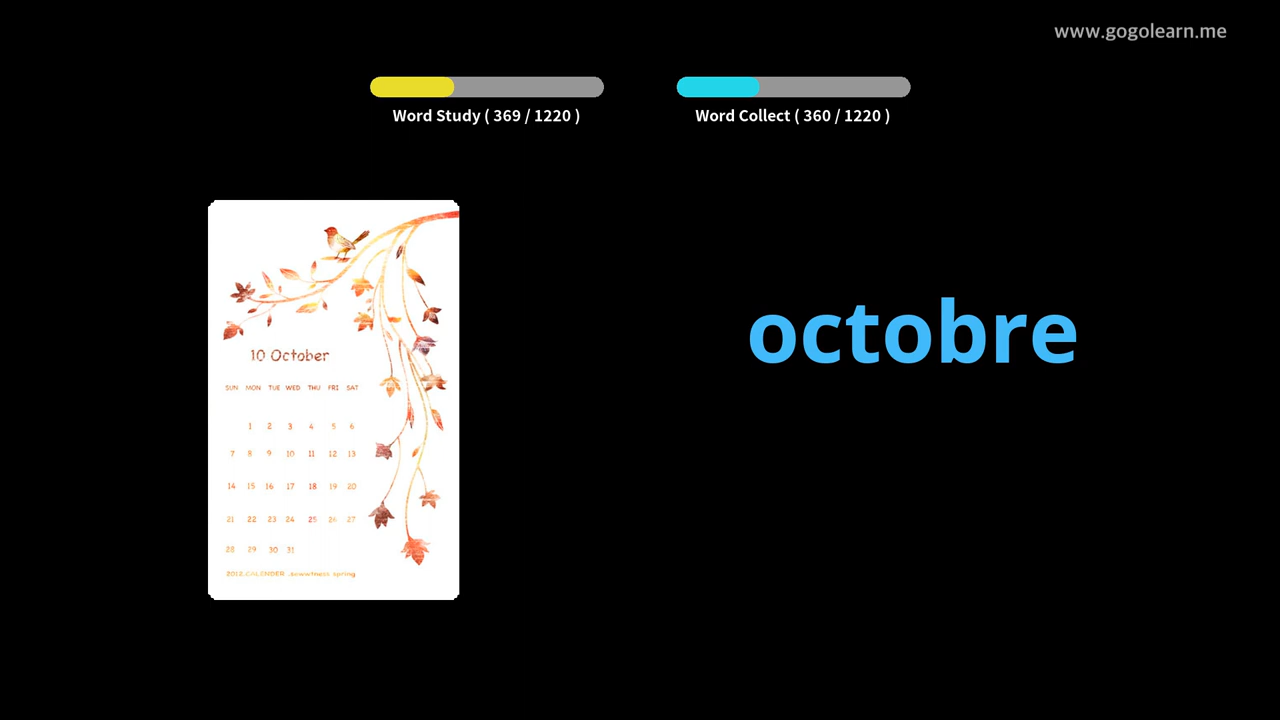 www.gogolearn.me
Word Study ( 369 / 1220 )
Word Collect ( 360 / 1220 )
10 October
SUN MON TUE WED THU FRI SAT
1 2 3 4 5 6
7 8 9 10 11 12 13
14 15 16 17 18 19 20
21 22 23 24 25 26 27
28 29 30 31
CALENDER
spring
octobre